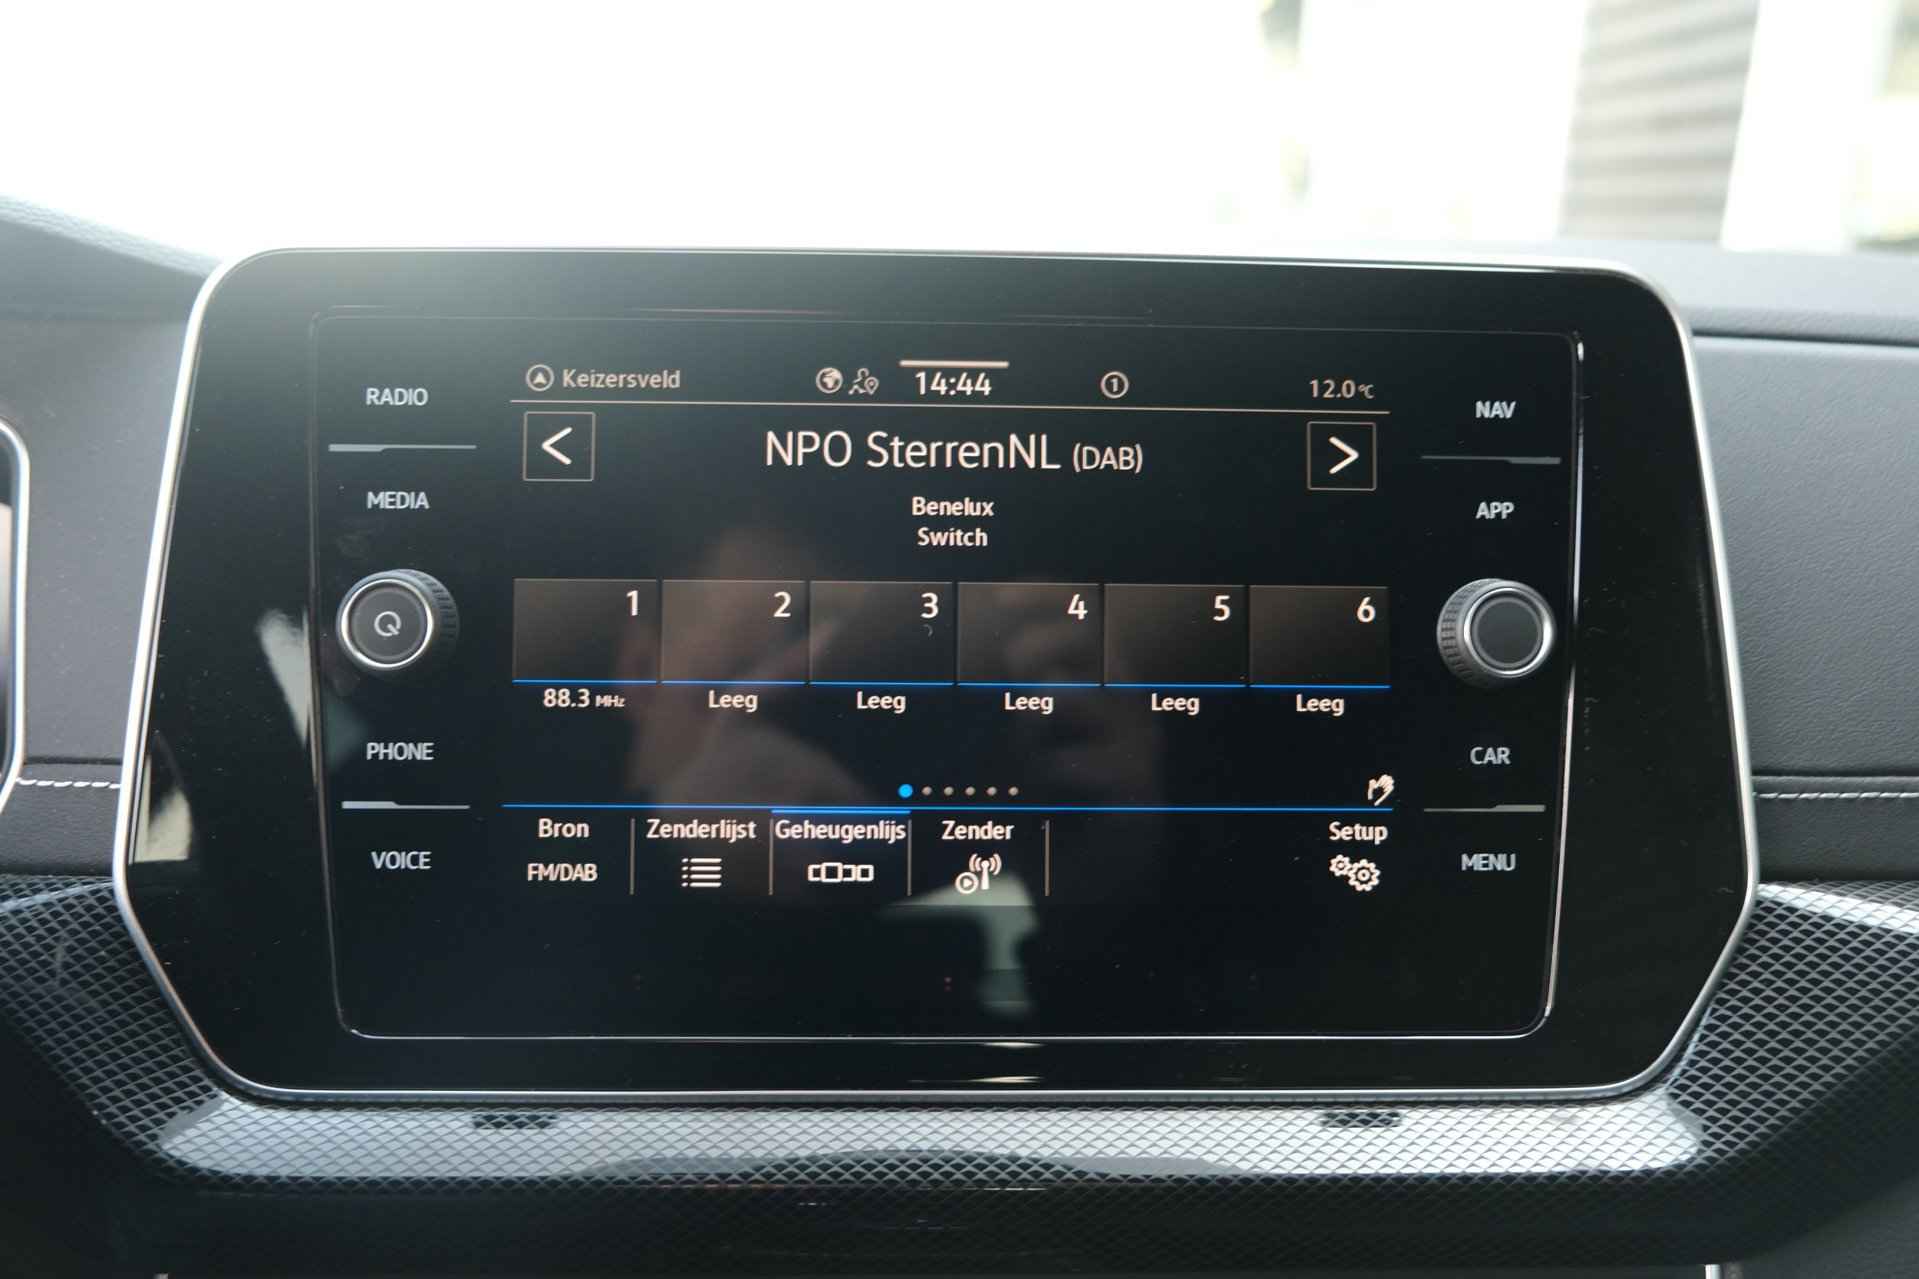 Keizersveld 14:44 1 12.0°C
RADIO
NAV
NPO SterrenNL (DAB)
MEDIA
APP
Benelux
Switch
1 2 3 4 5 6
88.3 MHz Leeg Leeg Leeg Leeg Leeg
PHONE
CAR
Bron Zenderlijst Geheugenlijs Zender Setup
FM/DAB
VOICE
MENU